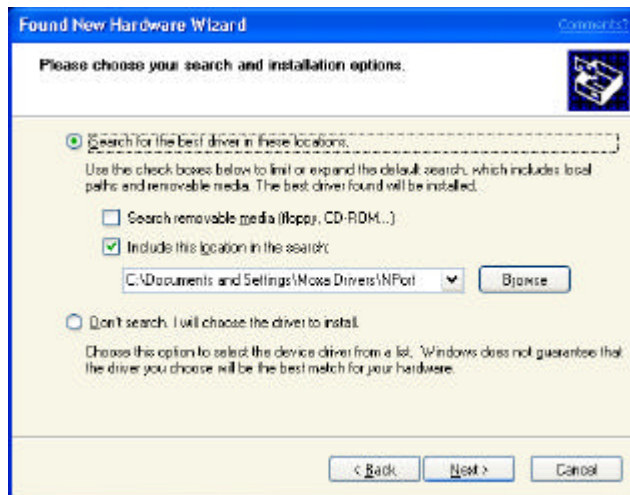 Found New Hardware Wizard
Comments?
Please choose your search and installation options.
Search for the best driver in these locations.
Use the check boxes below to limit or expand the default search, which includes local
paths and removable media. The best driver found will be installed.
Search removable media (floppy, CD-ROM...)
Include this location in the search:
C:\Documents and Settings\Moxa Drivers\NPort
Browse
Don't search. I will choose the driver to install.
Choose this option to select the device driver from a list. Windows does not guarantee that
the driver you choose will be the best match for your hardware.
< Back
Next >
Cancel